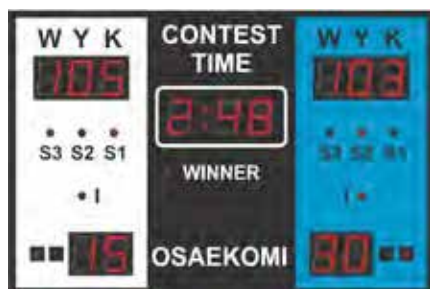 W Y K
105
S3 S2 S1
I
15
CONTEST
TIME
2:48
WINNER
OSAEKOMI
W Y K
103
S3 S2 S1
I
30